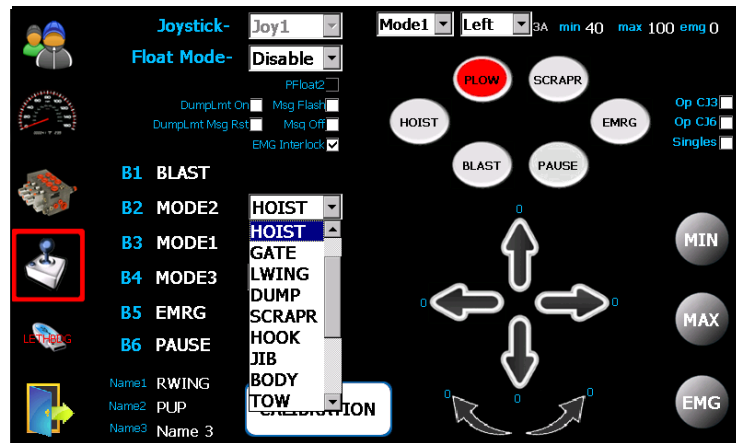 Joystick- Joy1 Mode1 Left 3A min 40 max 100 emg 0
Float Mode- Disable
PFloat2
DumpLmt On Msg Flash
DumpLmt Msg Rst Msg Off
EMG Interlock
PLOW SCRAPR
HOIST EMRG
BLAST PAUSE
Op CJ3
Op CJ6
Singles
B1 BLAST
B2 MODE2 HOIST
B3 MODE1
B4 MODE3
B5 EMRG
B6 PAUSE
HOIST
GATE
LWING
DUMP
SCRAPR
HOOK
JIB
BODY
TOW
LETHBUG
Name1 RWING
Name2 PUP
Name3 Name 3
0
0 0
0
0 0
0
MIN
MAX
EMG